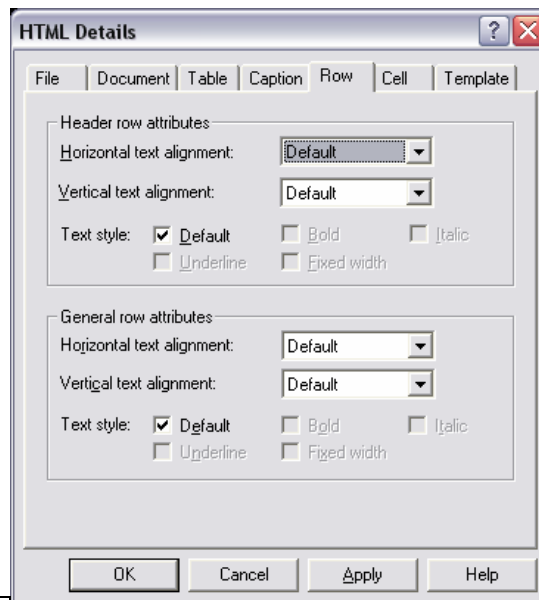 HTML Details
File Document Table Caption Row Cell Template
Header row attributes
Horizontal text alignment: Default
Vertical text alignment: Default
Text style: Default Bold Italic
Underline Fixed width
General row attributes
Horizontal text alignment: Default
Vertical text alignment: Default
Text style: Default Bold Italic
Underline Fixed width
OK Cancel Apply Help